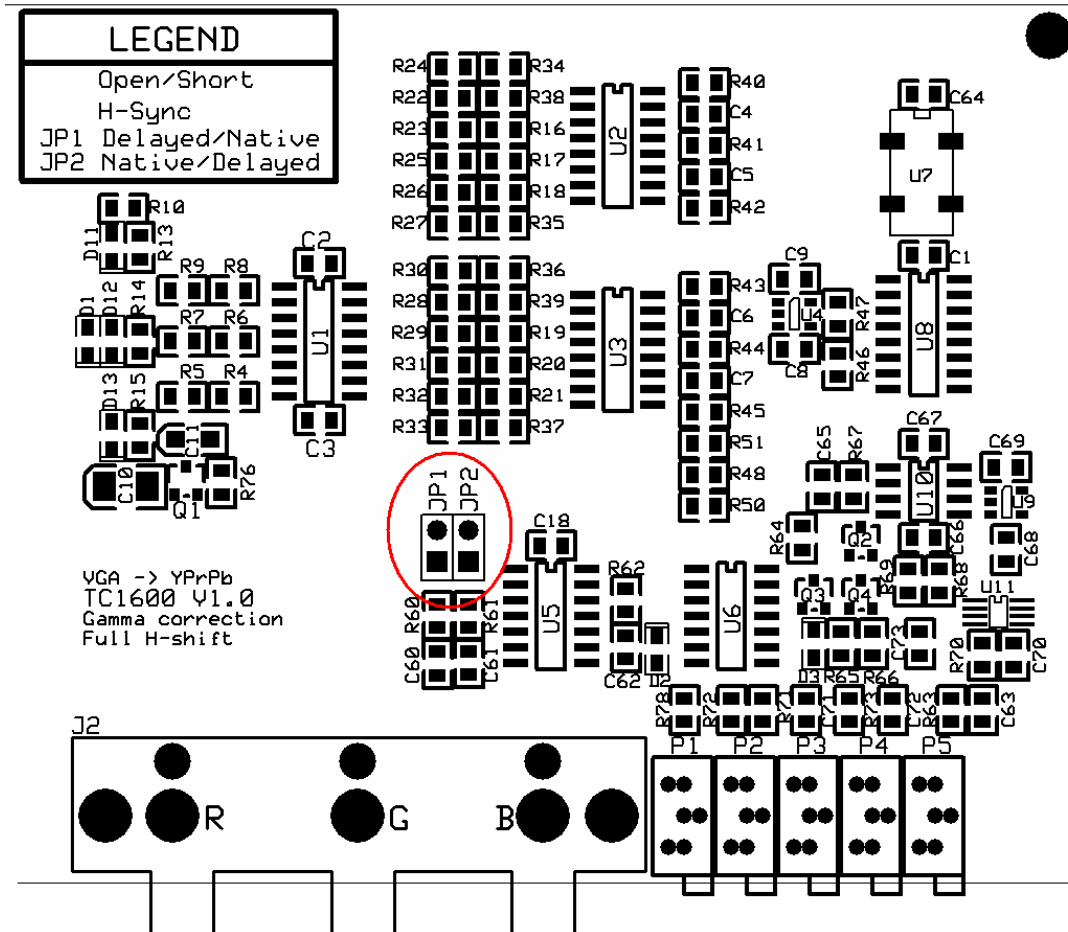 LEGEND
Open/Short
H-Sync
JP1 Delayed/Native
JP2 Native/Delayed
R24 R34 R40 C64
R22 R38 C4
R23 R16 U2 R41
R25 R17 C5 U7
R26 R18 R42
R27 R35
R10
D11 R13
C2 C9 C1
R30 R36 R43
R9 R8
R28 R39 C6 U4 R47
D1 D12 R14
R7 R6 U1 R29 R19 U3 R44 U8
R31 R20 C7 C8 R46
R5 R4 R32 R21 R45
D13 R15 R33 R37 R51
C11 C3 C67
C65 R67 C69
C10 R76 R48 U10 U9
Q1 JP1 JP2 R50
C18 R64 Q2 C66 C68
R62 R69 R68
VGA -> YPrPb
TC1600 V1.0
Gamma correction
Full H-shift
R60 R61 U5 U6 Q3 Q4 U11
C60 C61 C62 D2 D3 R65 R66 C73 R70 C70
R78 R72 R71 C71 R73 C72 R63 C63
J2 P1 P2 P3 P4 P5
R G B